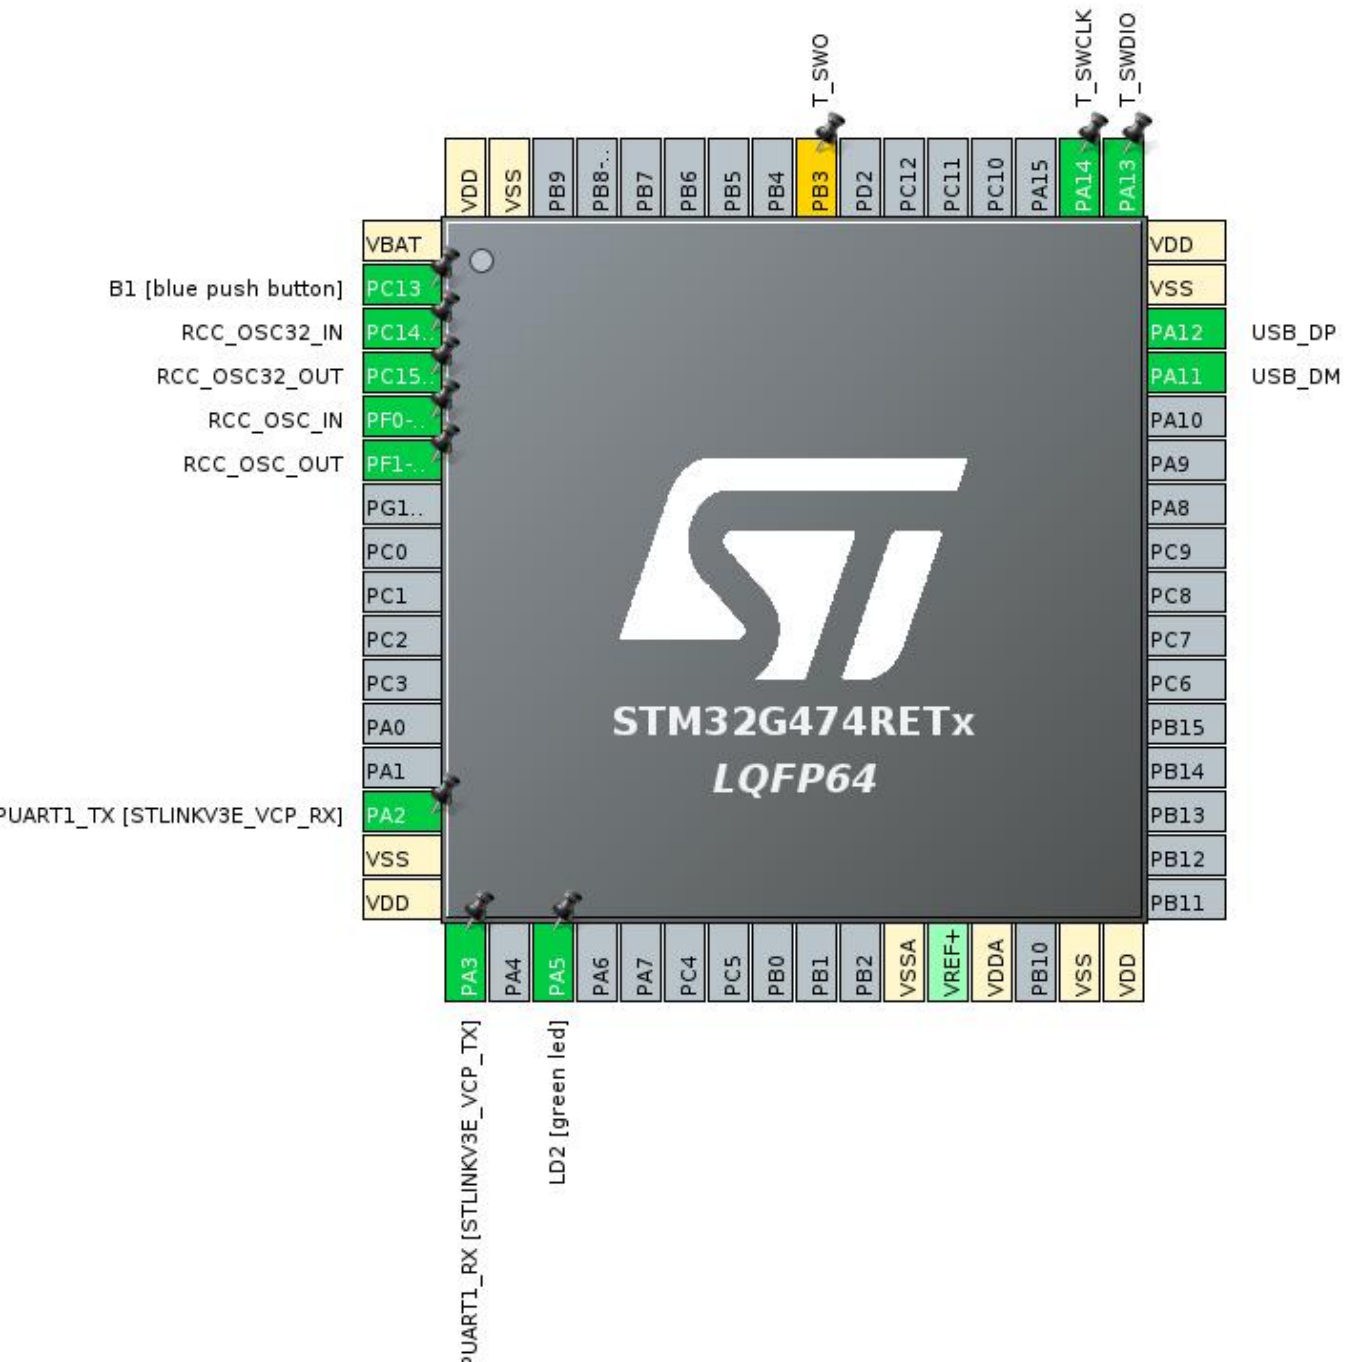 T_SWO
T_SWCLK
T_SWDIO
VDD
VSS
PB9
PB8-..
PB7
PB6
PB5
PB4
PB3
PD2
PC12
PC11
PC10
PA15
PA14
PA13
VBAT
B1 [blue push button] PC13
RCC_OSC32_IN PC14..
RCC_OSC32_OUT PC15..
RCC_OSC_IN PF0-..
RCC_OSC_OUT PF1-..
PG1..
PC0
PC1
PC2
PC3
PA0
PA1
PUART1_TX [STLINKV3E_VCP_RX] PA2
VSS
VDD
ST
STM32G474RETx
LQFP64
VDD
VSS
PA12 USB_DP
PA11 USB_DM
PA10
PA9
PA8
PC9
PC8
PC7
PC6
PB15
PB14
PB13
PB12
PB11
PA3
PA4
PA5
PA6
PA7
PC4
PC5
PB0
PB1
PB2
VSSA
VREF+
VDDA
PB10
VSS
VDD
PUART1_RX [STLINKV3E_VCP_TX]
LD2 [green led]